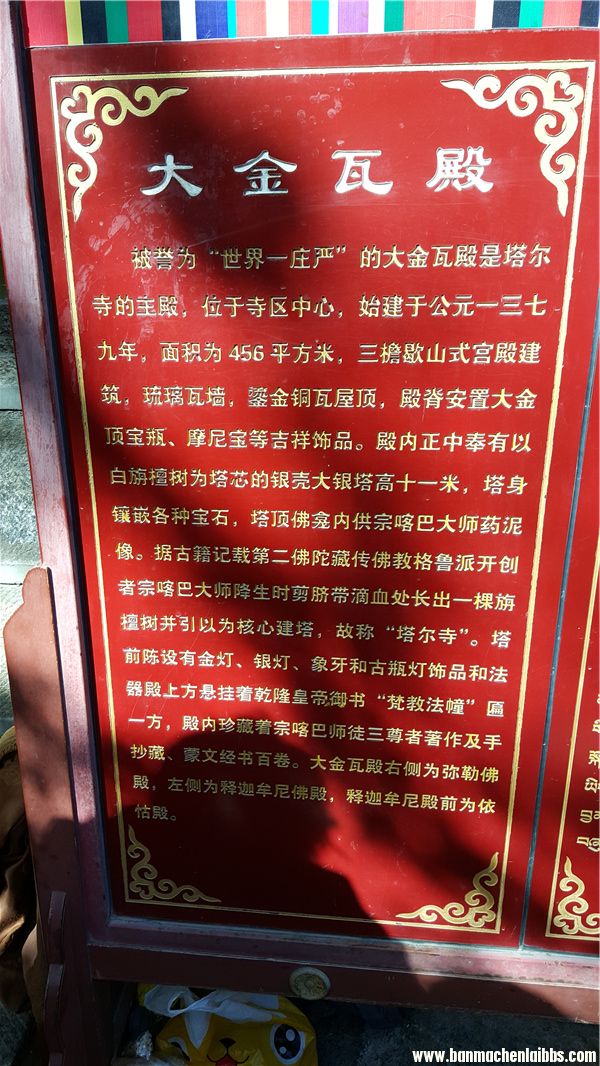 大金瓦殿
被誉为“世界一庄严”的大金瓦殿是塔尔
寺的主殿，位于寺区中心，始建于公元一三七
九年，面积为456平方米，三檐歇山式宫殿建
筑，琉璃瓦墙，鎏金铜瓦屋顶，殿脊安置大金
顶宝瓶、摩尼宝等吉祥饰品。殿内正中奉有以
白旃檀树为塔芯的银壳大银塔高十一米，塔身
镶嵌各种宝石，塔顶佛龛内供宗喀巴大师药泥
像。据古籍记载第二佛陀藏传佛教格鲁派开创
者宗喀巴大师降生时剪脐带滴血处长出一棵旃
檀树并引以为核心建塔，故称“塔尔寺”。塔
前陈设有金灯、银灯、象牙和古瓶灯饰品和法
器殿上方悬挂着乾隆皇帝御书“梵教法幢”匾
一方，殿内珍藏着宗喀巴师徒三尊者著作及手
抄藏、蒙文经书百卷。大金瓦殿右侧为弥勒佛
殿，左侧为释迦牟尼佛殿，释迦牟尼殿前为依
怙殿。
www.banmachenlaibbs.com